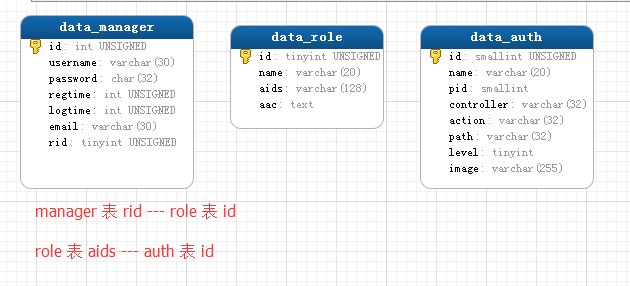 data_manager
id: int UNSIGNED
username: varchar(30)
password: char(32)
regtime: int UNSIGNED
logtime: int UNSIGNED
email: varchar(30)
rid: tinyint UNSIGNED
data_role
id: tinyint UNSIGNED
name: varchar(20)
aids: varchar(128)
aac: text
data_auth
id: smallint UNSIGNED
name: varchar(20)
pid: smallint
controller: varchar(32)
action: varchar(32)
path: varchar(32)
level: tinyint
image: varchar(255)
manager 表 rid --- role 表 id
role 表 aids --- auth 表 id